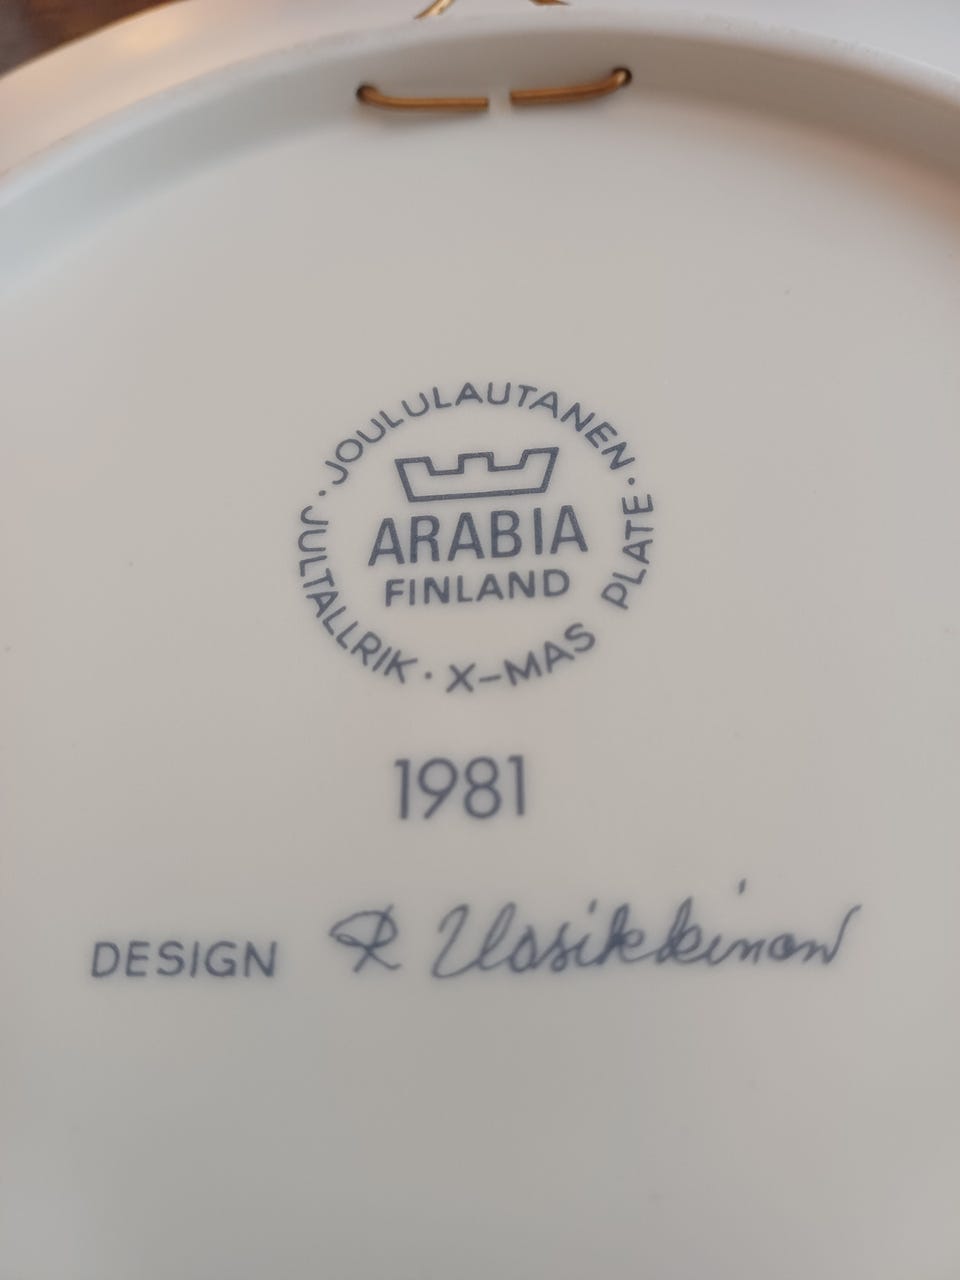 JOULULAUTANEN · X-MAS PLATE · JULTALLRIK ·
ARABIA
FINLAND
1981
DESIGN R Uosikkinen